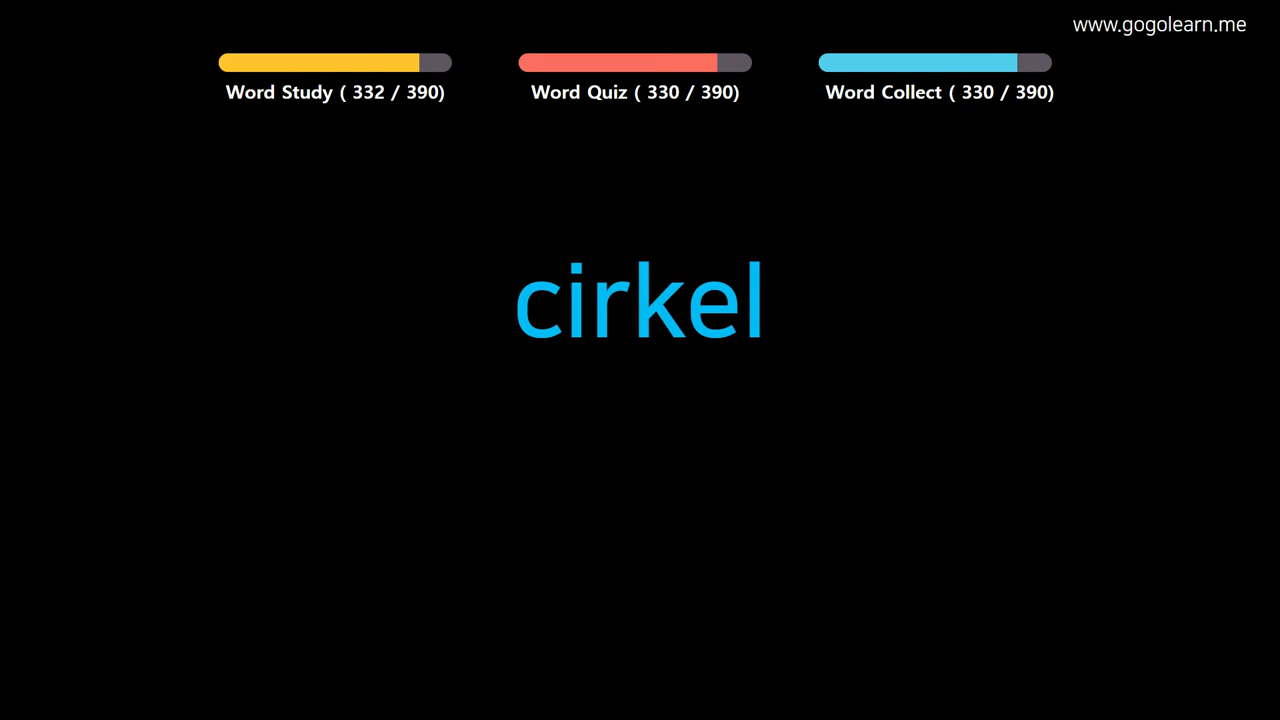 www.gogolearn.me
Word Study ( 332 / 390)
Word Quiz ( 330 / 390)
Word Collect ( 330 / 390)
cirkel